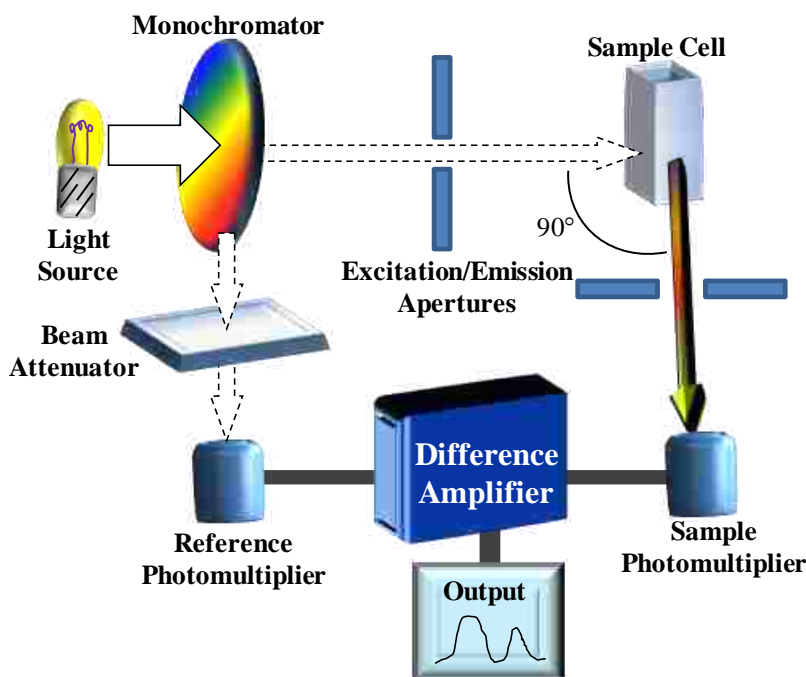 Monochromator
Sample Cell
Light
Source
90°
Excitation/Emission
Apertures
Beam
Attenuator
Difference
Amplifier
Reference
Photomultiplier
Sample
Photomultiplier
Output